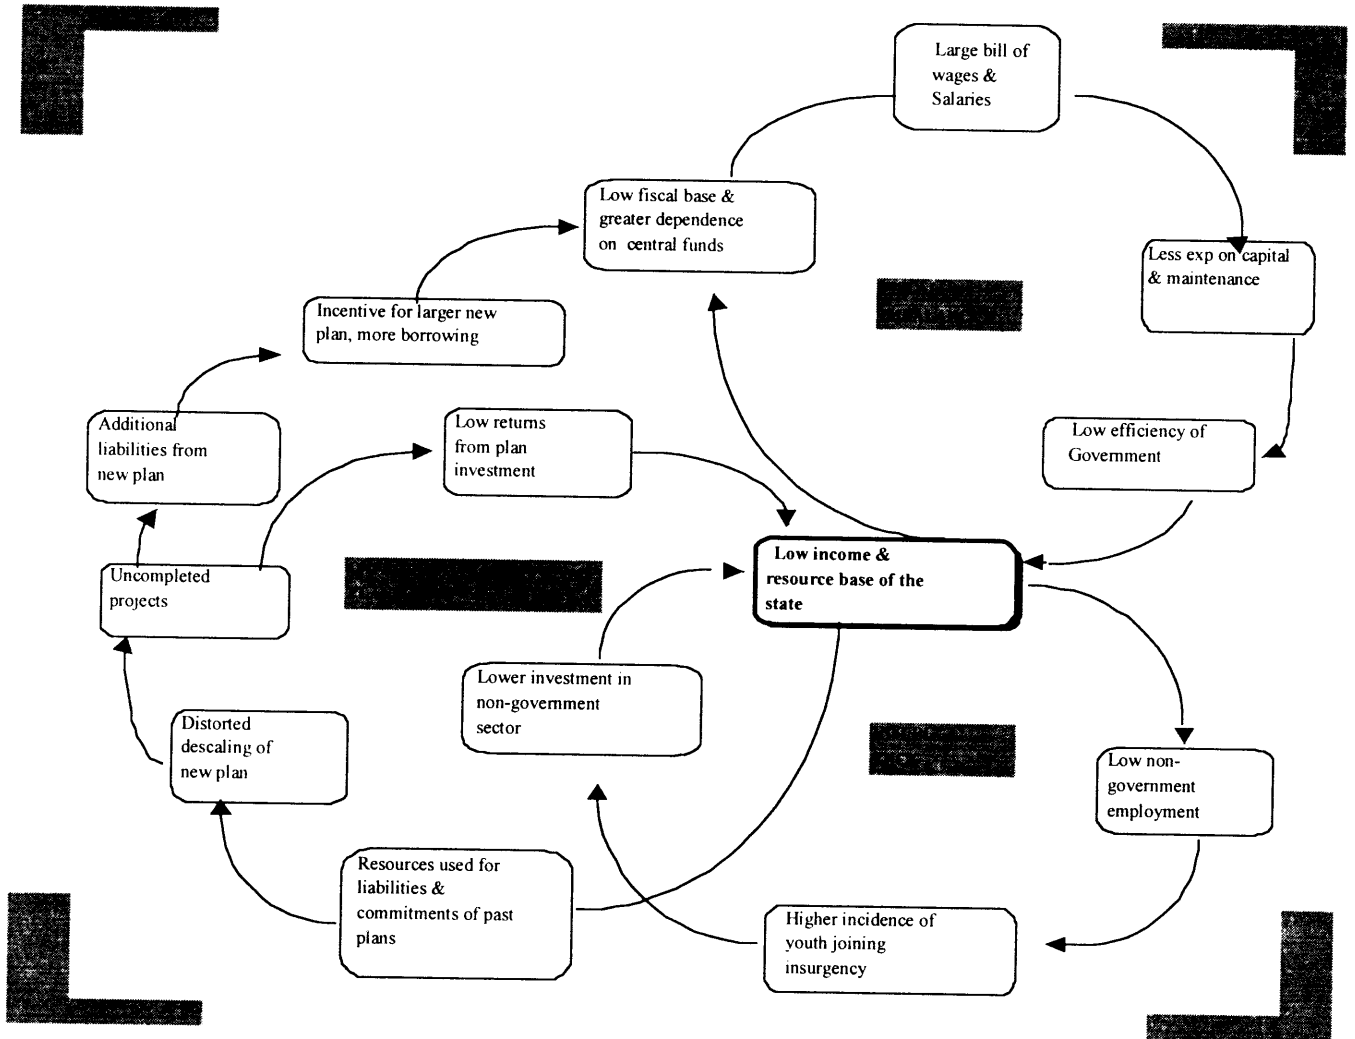 Large bill of
wages &
Salaries
Low fiscal base &
greater dependence
on central funds
Less exp on capital
& maintenance
Incentive for larger new
plan, more borrowing
Additional
liabilities from
new plan
Low returns
from plan
investment
Low efficiency of
Government
Low income &
resource base of the
state
Uncompleted
projects
Lower investment in
non-government
sector
Distorted
descaling of
new plan
Low non-
government
employment
Resources used for
liabilities &
commitments of past
plans
Higher incidence of
youth joining
insurgency